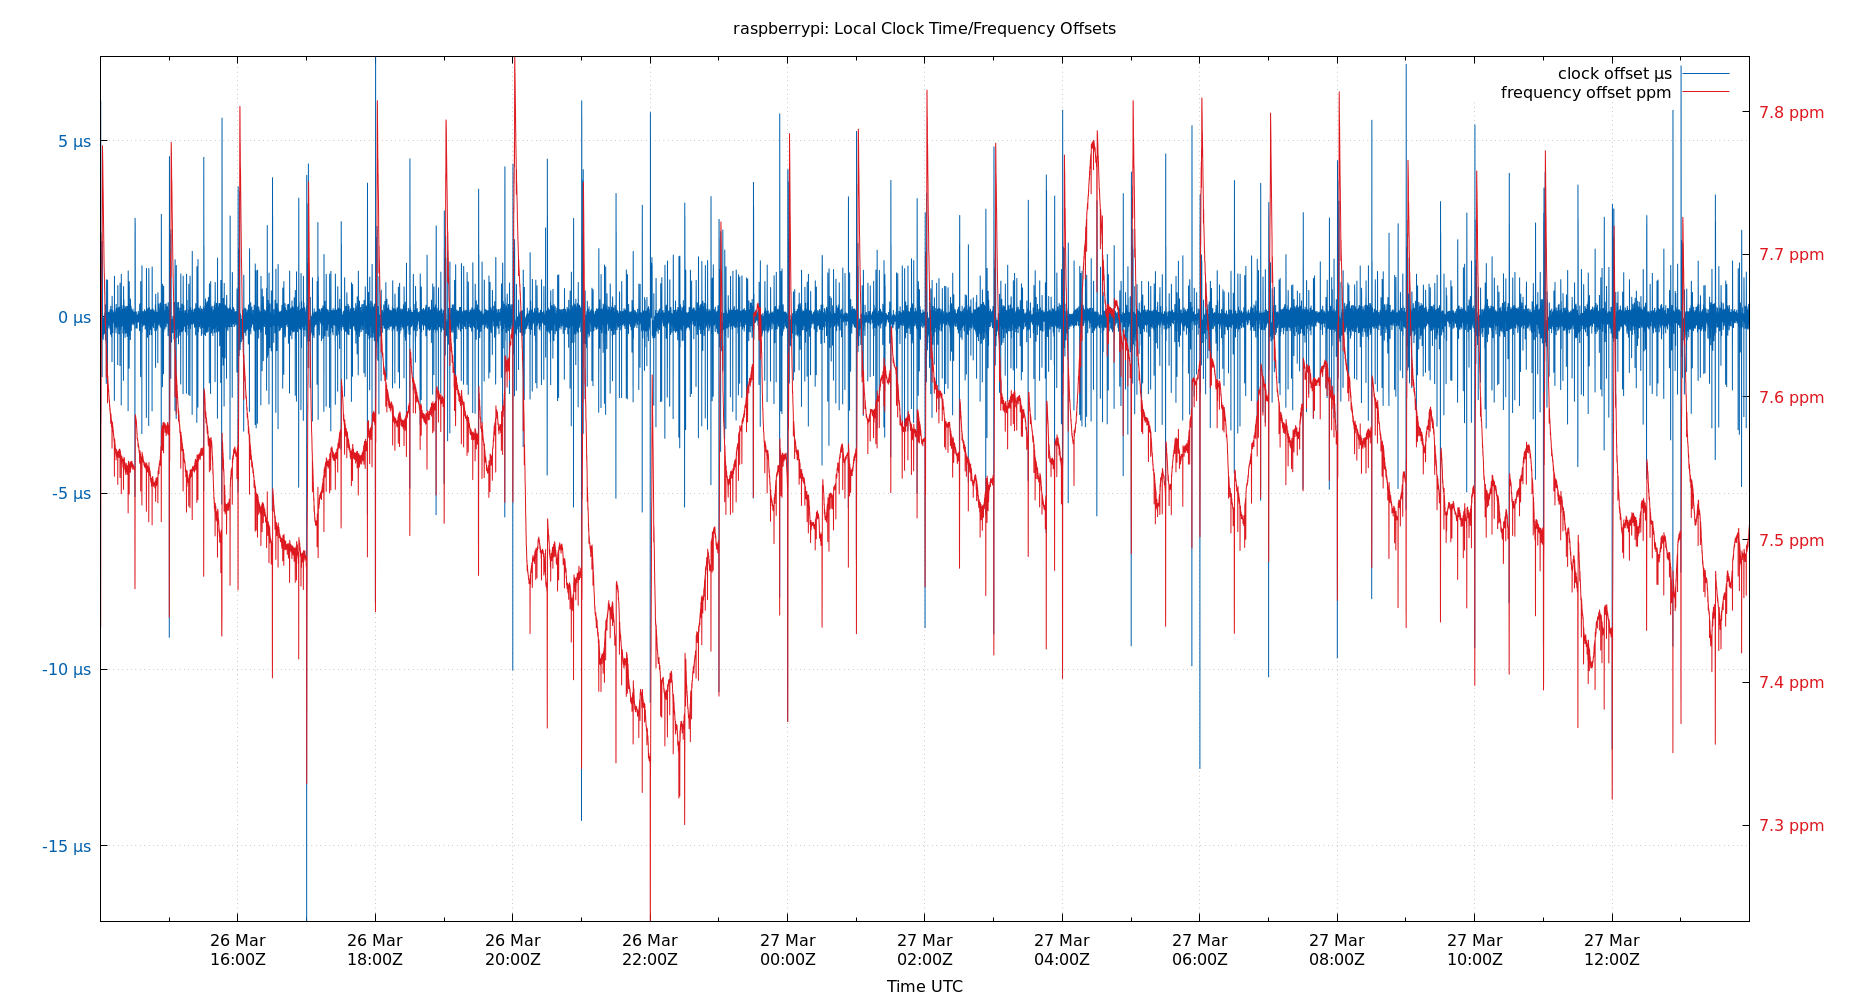 raspberrypi: Local Clock Time/Frequency Offsets
clock offset µs
frequency offset ppm
5 µs
0 µs
-5 µs
-10 µs
-15 µs
7.8 ppm
7.7 ppm
7.6 ppm
7.5 ppm
7.4 ppm
7.3 ppm
26 Mar 26 Mar 26 Mar 26 Mar 27 Mar 27 Mar 27 Mar 27 Mar 27 Mar 27 Mar 27 Mar
16:00Z 18:00Z 20:00Z 22:00Z 00:00Z 02:00Z 04:00Z 06:00Z 08:00Z 10:00Z 12:00Z
Time UTC